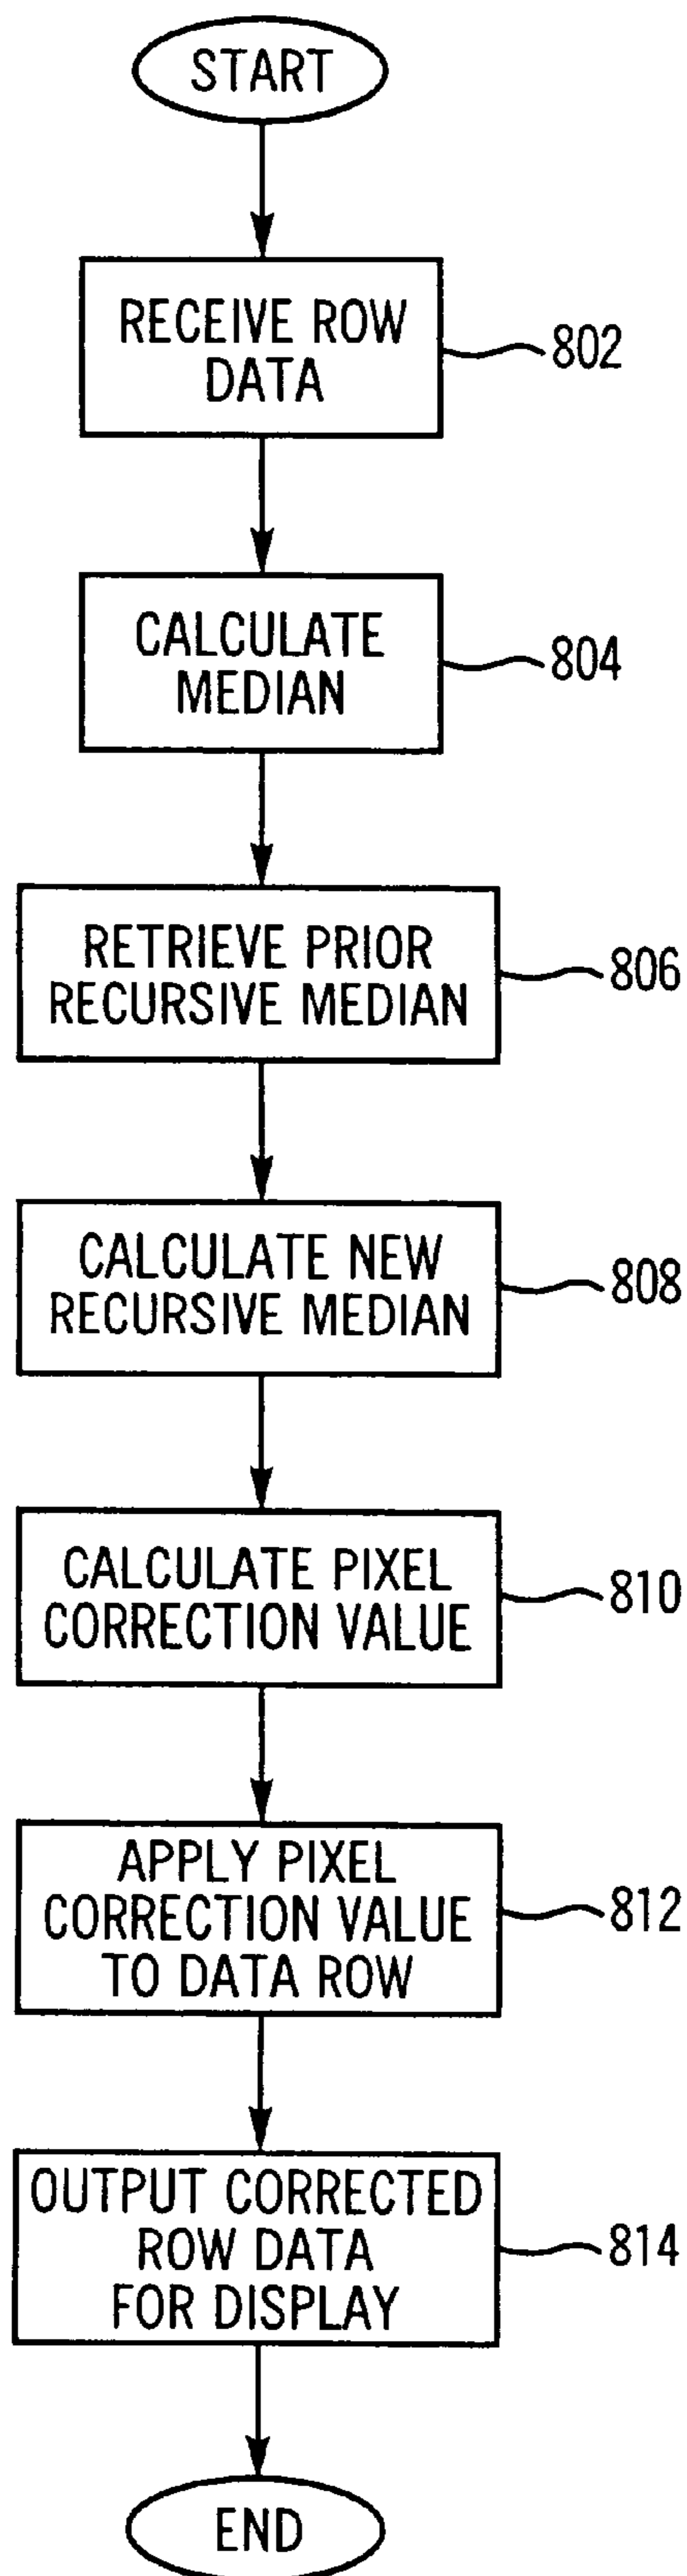 START
RECEIVE ROW
DATA
802
CALCULATE
MEDIAN
804
RETRIEVE PRIOR
RECURSIVE MEDIAN
806
CALCULATE NEW
RECURSIVE MEDIAN
808
CALCULATE PIXEL
CORRECTION VALUE
810
APPLY PIXEL
CORRECTION VALUE
TO DATA ROW
812
OUTPUT CORRECTED
ROW DATA
FOR DISPLAY
814
END